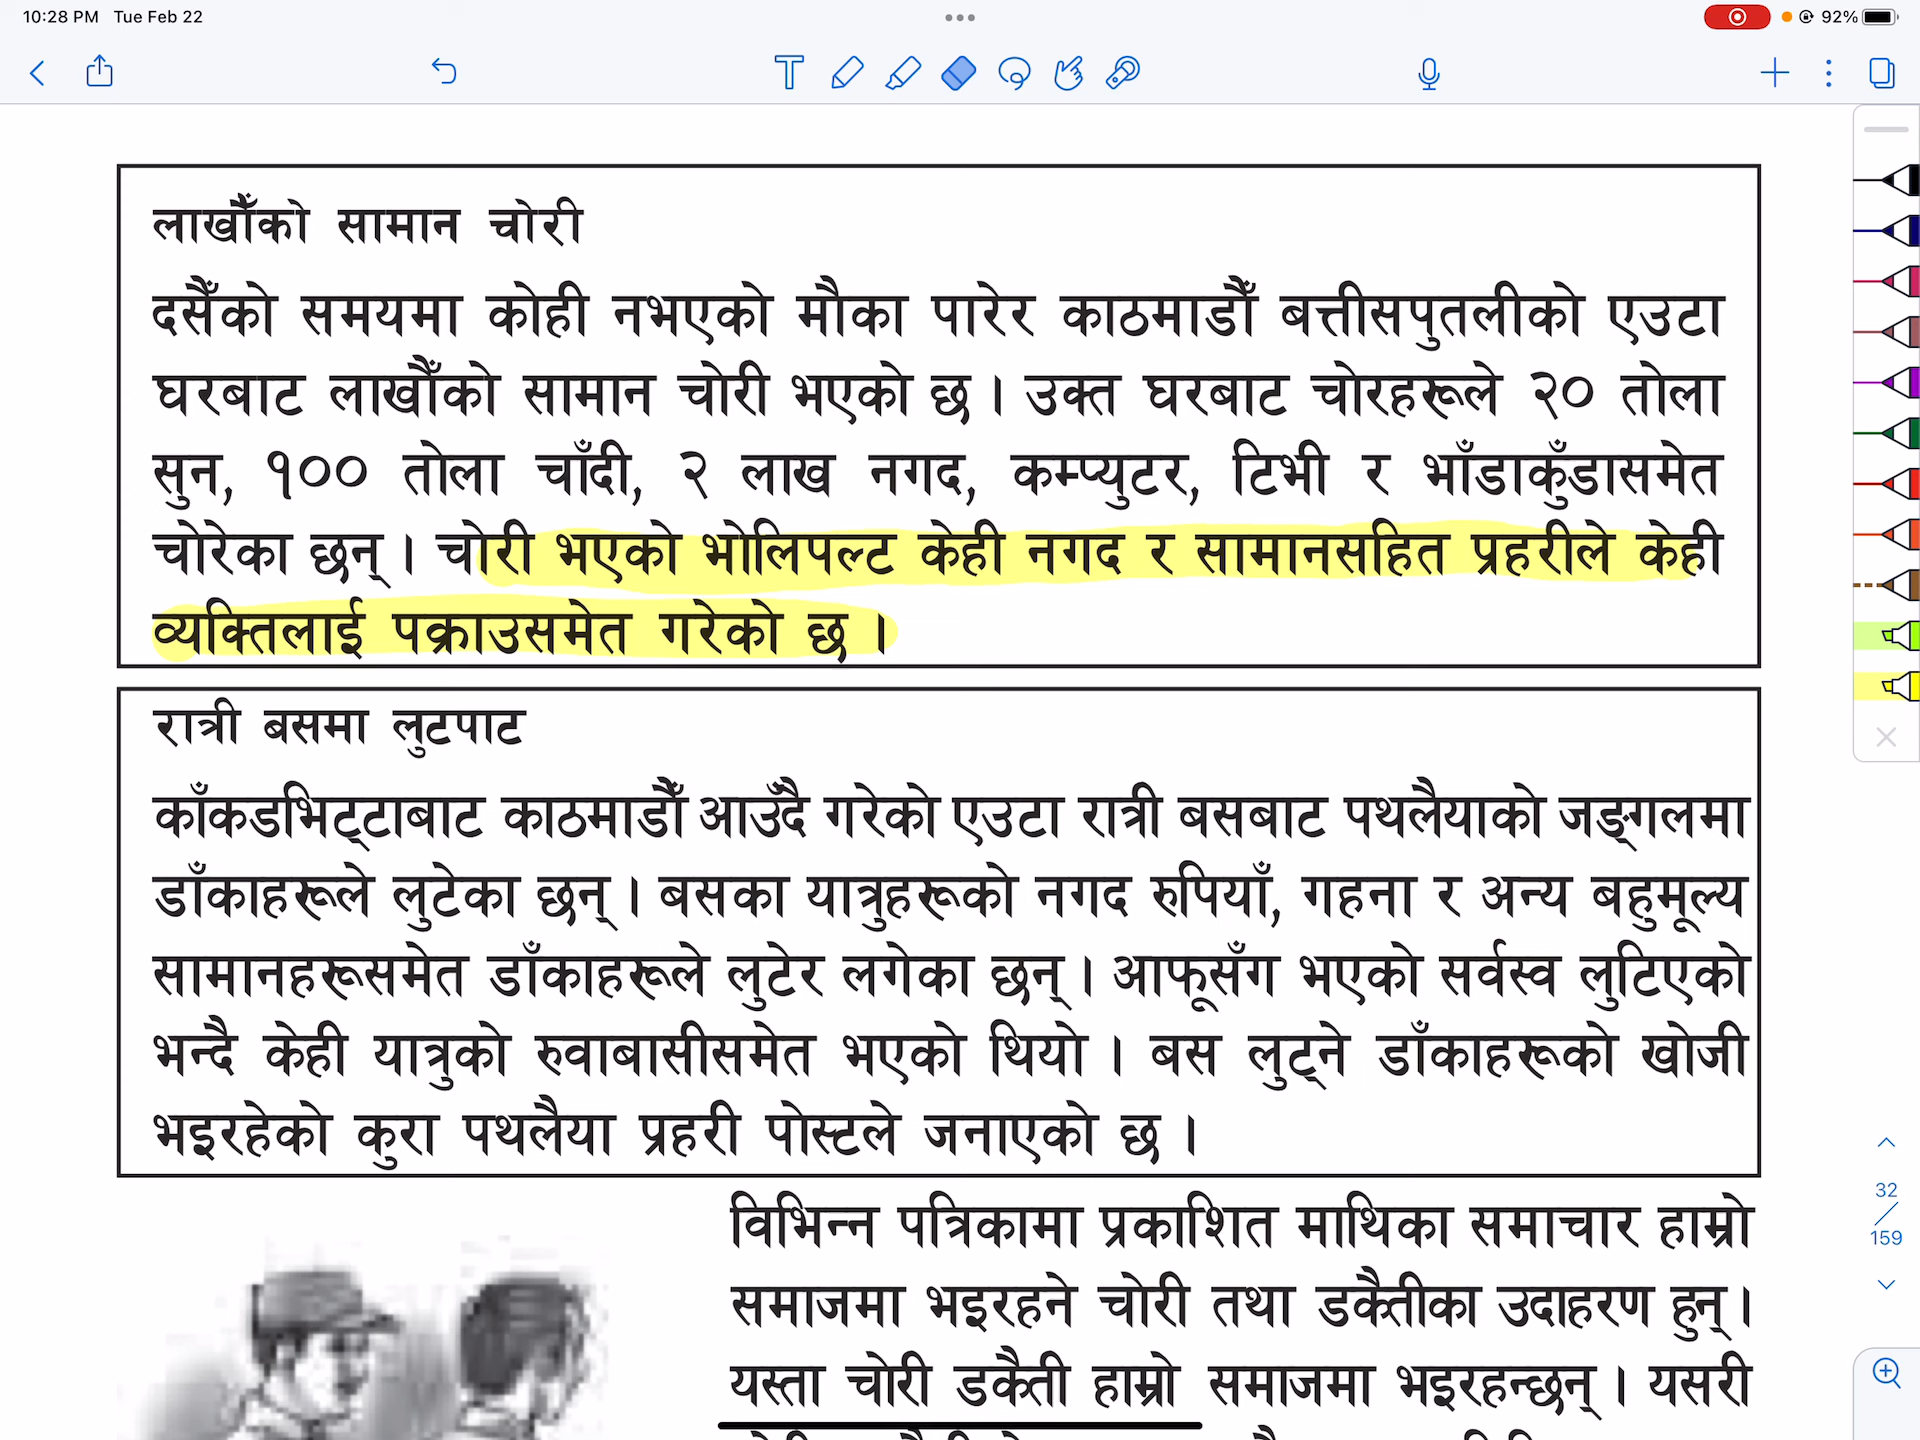 10:28 PM Tue Feb 22
92%
लाखौँको सामान चोरी
दसैँको समयमा कोही नभएको मौका पारेर काठमाडौँ बत्तीसपुतलीको एउटा
घरबाट लाखौँको सामान चोरी भएको छ । उक्त घरबाट चोरहरूले २० तोला
सुन, १०० तोला चाँदी, २ लाख नगद, कम्प्युटर, टिभी र भाँडाकुँडासमेत
चोरेका छन् । चोरी भएको भोलिपल्ट केही नगद र सामानसहित प्रहरीले केही
व्यक्तिलाई पक्राउसमेत गरेको छ ।
रात्री बसमा लुटपाट
काँकडभिट्टाबाट काठमाडौँ आउँदै गरेको एउटा रात्री बसबाट पथलैयाको जङ्गलमा
डाँकाहरूले लुटेका छन् । बसका यात्रुहरूको नगद रुपियाँ, गहना र अन्य बहुमूल्य
सामानहरूसमेत डाँकाहरूले लुटेर लगेका छन् । आफूसँग भएको सर्वस्व लुटिएको
भन्दै केही यात्रुको रुवाबासीसमेत भएको थियो । बस लुट्ने डाँकाहरूको खोजी
भइरहेको कुरा पथलैया प्रहरी पोस्टले जनाएको छ ।
विभिन्न पत्रिकामा प्रकाशित माथिका समाचार हाम्रो
समाजमा भइरहने चोरी तथा डकैतीका उदाहरण हुन् ।
यस्ता चोरी डकैती हाम्रो समाजमा भइरहन्छन् । यसरी
32
159